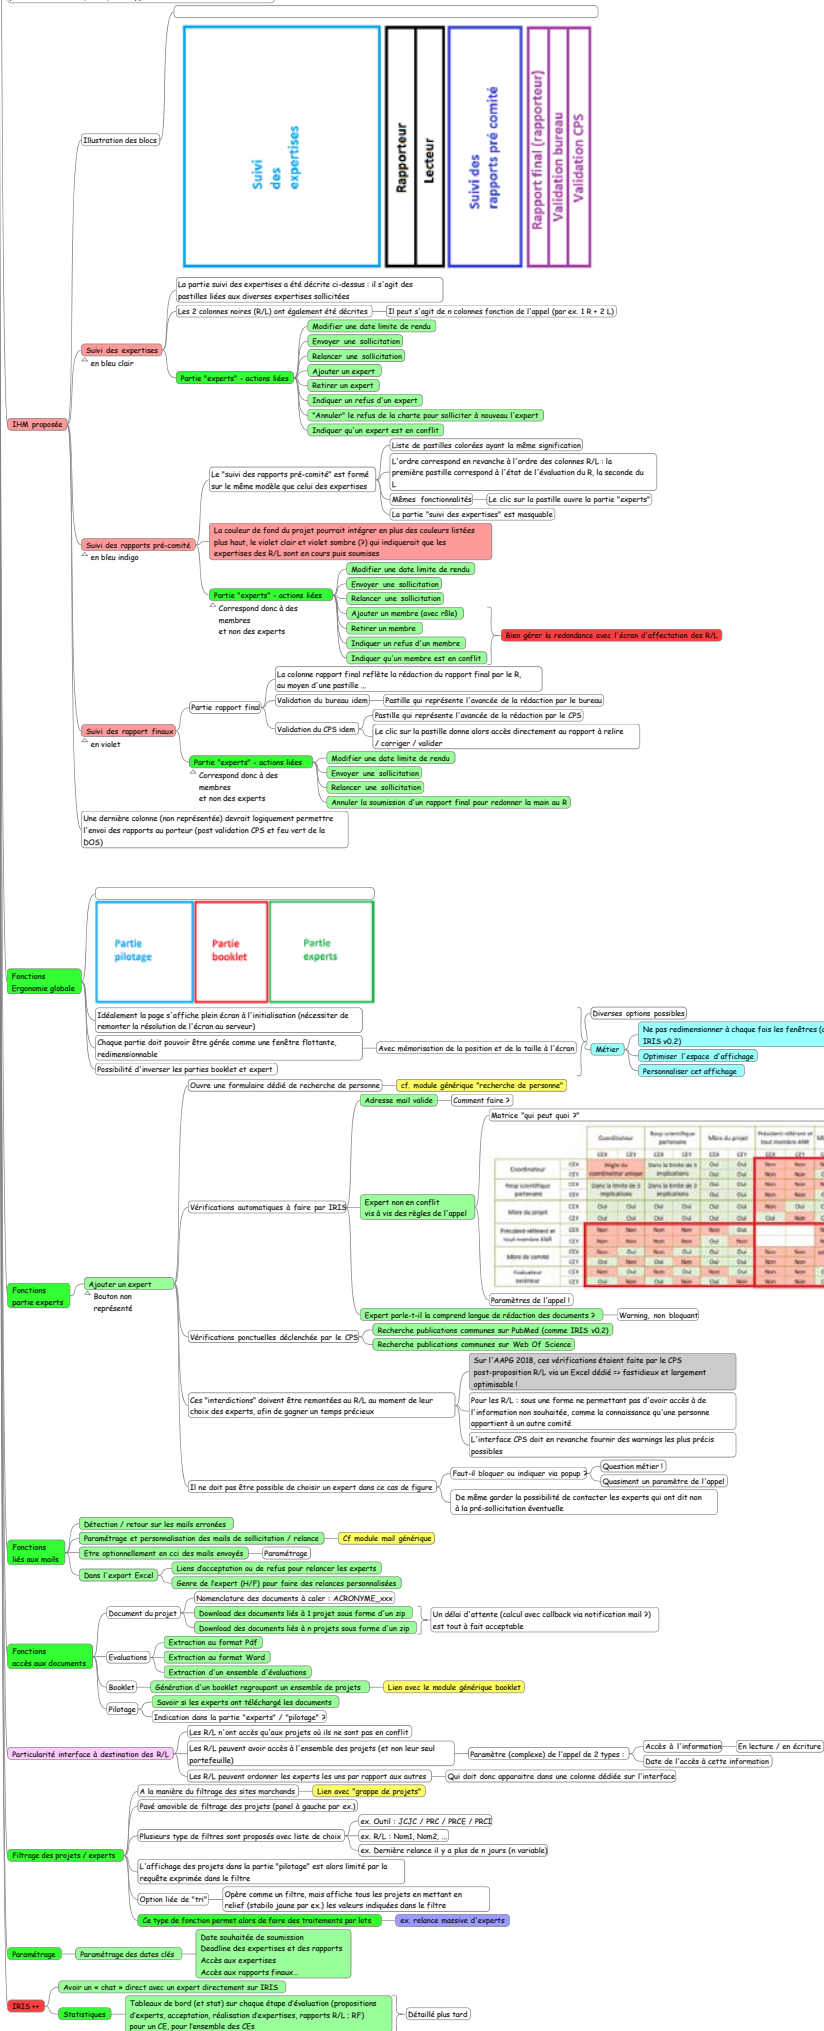 Illustration des blocs
Suivi
des
expertises
Rapporteur
Lecteur
Suivi des
rapports pré comité
Rapport final (rapporteur)
Validation bureau
Validation CPS
IHM proposée
Suivi des expertises
en bleu clair
La partie suivi des expertises a été décrite ci-dessus : il s'agit des
pastilles liées aux diverses expertises sollicitées
Les 2 colonnes noires (R/L) ont également été décrites
Il peut s'agit de n colonnes fonction de l'appel (par ex. 1 R + 2 L)
Partie "experts" - actions liées
Modifier une date limite de rendu
Envoyer une sollicitation
Relancer une sollicitation
Ajouter un expert
Retirer un expert
Indiquer un refus d'un expert
"Annuler" le refus de la charte pour solliciter à nouveau l'expert
Indiquer qu'un expert est en conflit
Suivi des rapports pré-comité
en bleu indigo
Le "suivi des rapports pré-comité" est formé
sur le même modèle que celui des expertises
Liste de pastilles colorées ayant la même signification
L'ordre correspond en revanche à l'ordre des colonnes R/L : la
première pastille correspond à l'état de l'évaluation du R, la seconde du
L
Mêmes fonctionnalités
Le clic sur la pastille ouvre la partie "experts"
La partie "suivi des expertises" est masquable
La couleur de fond du projet pourrait intégrer en plus des couleurs listées
plus haut, le violet clair et violet sombre (?) qui indiquerait que les
expertises des R/L sont en cours puis soumises
Partie "experts" - actions liées
Correspond donc à des
membres
et non des experts
Modifier une date limite de rendu
Envoyer une sollicitation
Relancer une sollicitation
Ajouter un membre (avec rôle)
Retirer un membre
Indiquer un refus d'un membre
Indiquer qu'un membre est en conflit
Bien gérer la redondance avec l'écran d'affectation des R/L
Suivi des rapport finaux
en violet
Partie rapport final
La colonne rapport final reflète la rédaction du rapport final par le R,
au moyen d'une pastille ...
Validation du bureau idem
Pastille qui représente l'avancée de la rédaction par le bureau
Validation du CPS idem
Pastille qui représente l'avancée de la rédaction par le CPS
Le clic sur la pastille donne alors accès directement au rapport à relire
/ corriger / valider
Partie "experts" - actions liées
Correspond donc à des
membres
et non des experts
Modifier une date limite de rendu
Envoyer une sollicitation
Relancer une sollicitation
Annuler la soumission d'un rapport final pour redonner la main au R
Une dernière colonne (non représentée) devrait logiquement permettre
l'envoi des rapports au porteur (post validation CPS et feu vert de la
DOS)
Fonctions
Ergonomie globale
Partie
pilotage
Partie
booklet
Partie
experts
Idéalement la page s'affiche plein écran à l'initialisation (nécessiter de
remonter la résolution de l'écran au serveur)
Chaque partie doit pouvoir être gérée comme une fenêtre flottante,
redimensionnable
Avec mémorisation de la position et de la taille à l'écran
Possibilité d'inverser les parties booklet et expert
Diverses options possibles
Métier
Ne pas redimensionner à chaque fois les fenêtres
IRIS v0.2)
Optimiser l'espace d'affichage
Personnaliser cet affichage
Fonctions
partie experts
Ajouter un expert
Bouton non
représenté
Ouvre une formulaire dédié de recherche de personne
cf. module générique "recherche de personne"
Vérifications automatiques à faire par IRIS
Adresse mail valide
Comment faire ?
Expert non en conflit
vis à vis des règles de l'appel
Matrice "qui peut quoi ?"
Paramètres de l'appel !
Expert parle-t-il la comprend langue de rédaction des documents ?
Warning, non bloquant
Vérifications ponctuelles déclenchée par le CPS
Recherche publications communes sur PubMed (comme IRIS v0.2)
Recherche publications communes sur Web Of Science
Ces "interdictions" doivent être remontées au R/L au moment de leur
choix des experts, afin de gagner un temps précieux
Sur l'AAPG 2018, ces vérifications étaient faite par le CPS
post-proposition R/L via un Excel dédié => fastidieux et largement
optimisable !
Pour les R/L : sous une forme ne permettant pas d'avoir accès à de
l'information non souhaitée, comme la connaissance qu'une personne
appartient à un autre comité
L'interface CPS doit en revanche fournir des warnings les plus précis
possibles
Il ne doit pas être possible de choisir un expert dans ce cas de figure
Faut-il bloquer ou indiquer via popup ?
Question métier !
Quasiment un paramètre de l'appel
De même garder la possibilité de contacter les experts qui ont dit non
à la pré-sollicitation éventuelle
Fonctions
liés aux mails
Détection / retour sur les mails erronées
Paramétrage et personnalisation des mails de sollicitation / relance
Cf module mail générique
Etre optionnellement en cci des mails envoyés
Paramétrage
Dans l'export Excel
Liens d'acceptation ou de refus pour relancer les experts
Genre de l'expert (H/F) pour faire des relances personnalisées
Fonctions
accès aux documents
Document du projet
Nomenclature des documents à caler : ACRONYME_xxx
Download des documents liés à 1 projet sous forme d'un zip
Download des documents liés à n projets sous forme d'un zip
Un délai d'attente (calcul avec callback via notification mail ?)
est tout à fait acceptable
Evaluations
Extraction au format Pdf
Extraction au format Word
Extraction d'un ensemble d'évaluations
Booklet
Génération d'un booklet regroupant un ensemble de projets
Lien avec le module générique booklet
Pilotage
Savoir si les experts ont téléchargé les documents
Indication dans la partie "experts" / "pilotage" ?
Particularité interface à destination des R/L
Les R/L n'ont accès qu'aux projets où ils ne sont pas en conflit
Les R/L peuvent avoir accès à l'ensemble des projets (et non leur seul
portefeuille)
Paramètre (complexe) de l'appel de 2 types :
Accès à l'information
En lecture / en écriture
Date de l'accès à cette information
Les R/L peuvent ordonner les experts les uns par rapport aux autres
Qui doit donc apparaitre dans une colonne dédiée sur l'interface
Filtrage des projets / experts
A la manière du filtrage des sites marchands
Lien avec "grappe de projets"
Pavé amovible de filtrage des projets (panel à gauche par ex.)
Plusieurs type de filtres sont proposés avec liste de choix
ex. Outil : JCJC / PRC / PRCE / PRCI
ex. R/L : Nom1, Nom2, ...
ex. Dernière relance il y a plus de n jours (n variable)
L'affichage des projets dans la partie "pilotage" est alors limité par la
requête exprimée dans le filtre
Option liée de "tri"
Opère comme un filtre, mais affiche tous les projets en mettant en
relief (stabilo jaune par ex.) les valeurs indiquées dans le filtre
Ce type de fonction permet alors de faire des traitements par lots
ex. relance massive d'experts
Paramétrage
Paramétrage des dates clés
Date souhaitée de soumission
Deadline des expertises et des rapports
Accès aux expertises
Accès aux rapports finaux...
IRIS ++
Avoir un « chat » direct avec un expert directement sur IRIS
Statistiques
Tableaux de bord (et stat) sur chaque étape d'évaluation (propositions
d'experts, acceptation, réalisation d'expertises, rapports R/L ; RF)
pour un CE, pour l'ensemble des CEs
Détaillé plus tard